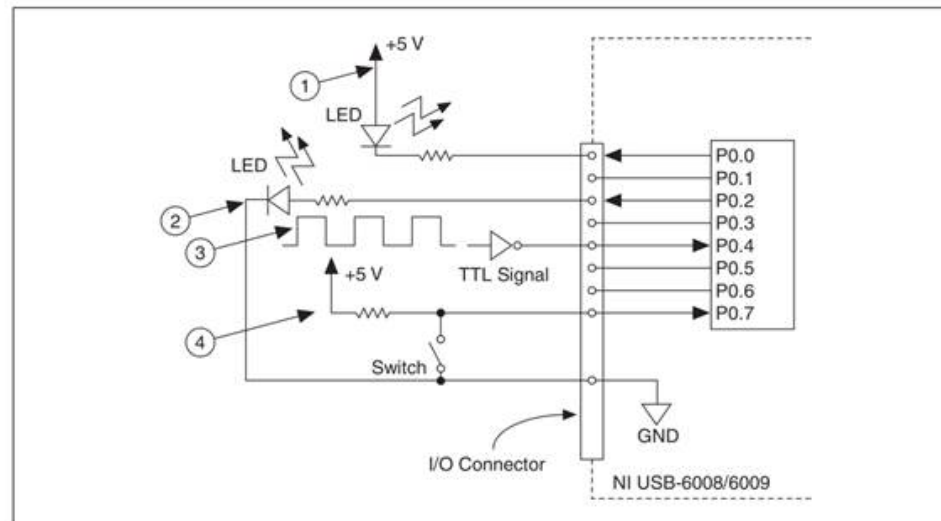 +5 V
1
LED
LED
P0.0
P0.1
2
P0.2
P0.3
3
P0.4
TTL Signal
P0.5
+5 V
P0.6
P0.7
4
Switch
GND
I/O Connector
NI USB-6008/6009